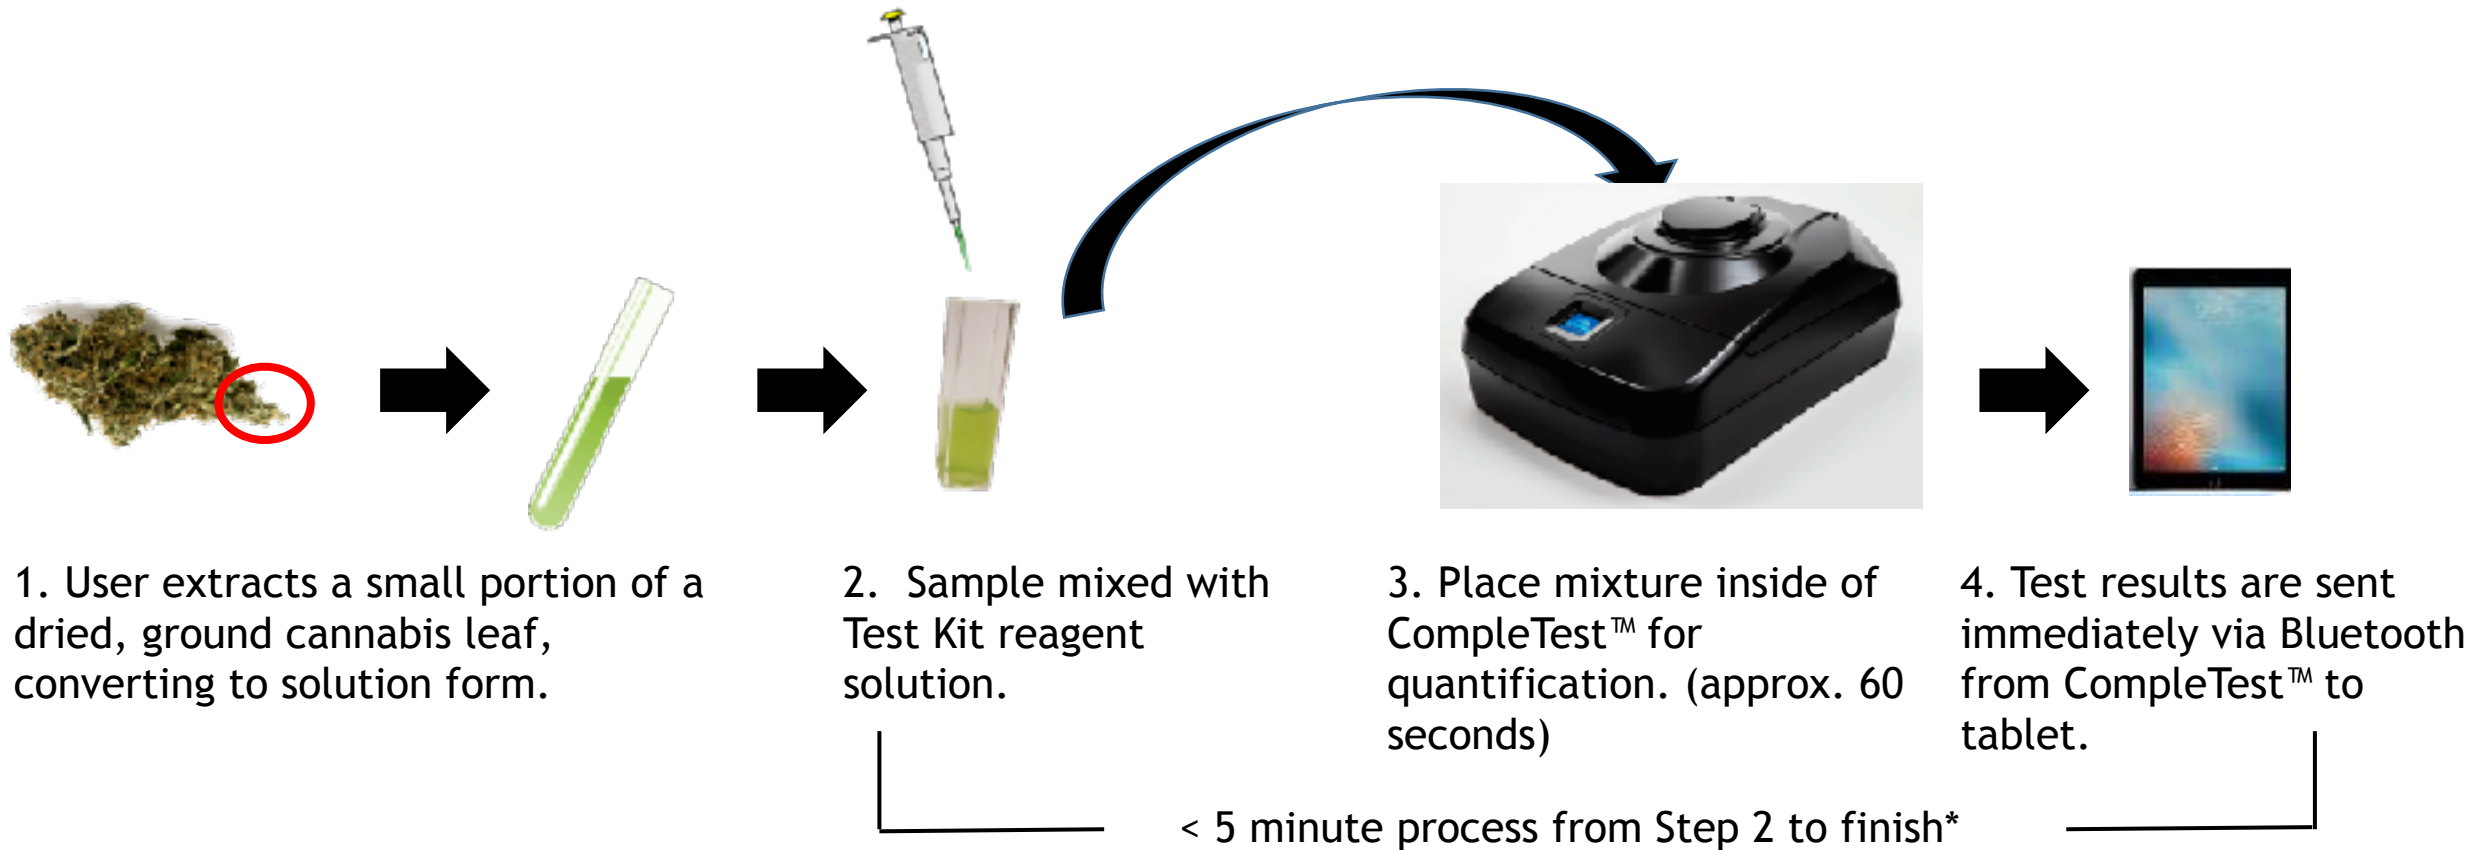 1. User extracts a small portion of a
dried, ground cannabis leaf,
converting to solution form.
2. Sample mixed with
Test Kit reagent
solution.
3. Place mixture inside of
CompleTest™ for
quantification. (approx. 60
seconds)
4. Test results are sent
immediately via Bluetooth
from CompleTest™ to
tablet.
< 5 minute process from Step 2 to finish*